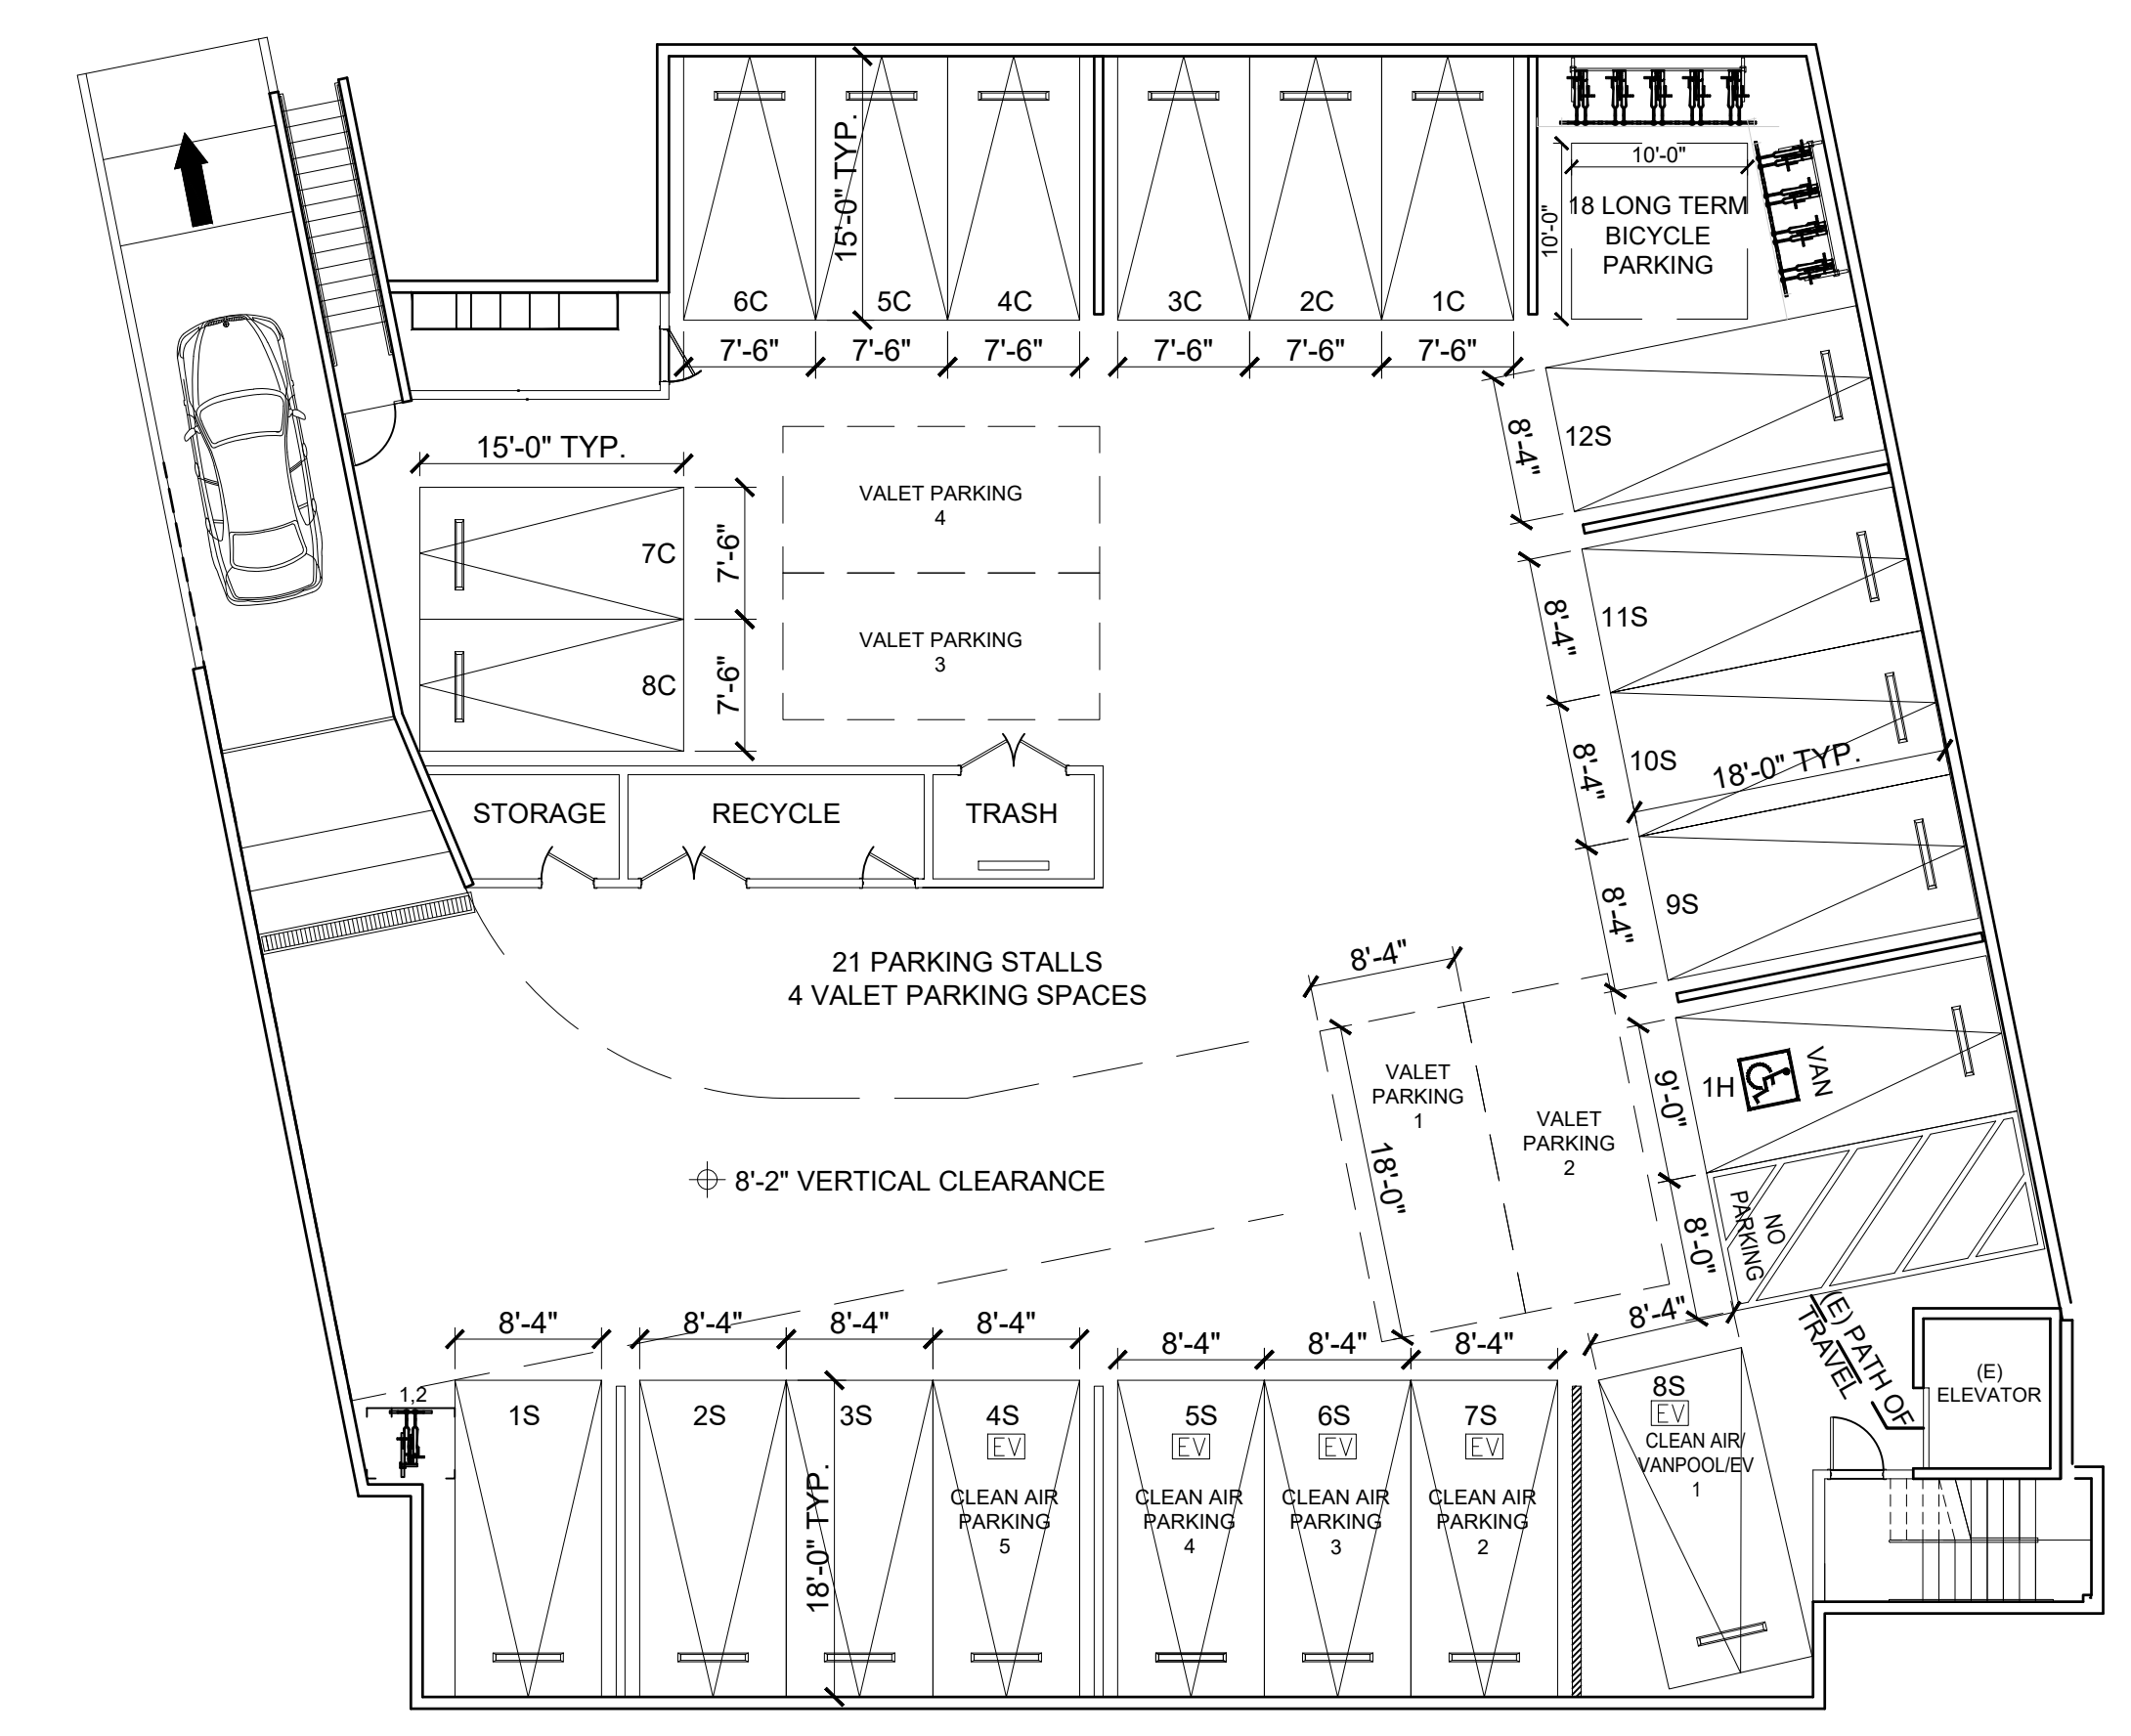 15'-0" TYP.
6C
5C
4C
3C
2C
1C
7'-6"
7'-6"
7'-6"
7'-6"
7'-6"
7'-6"
10'-0"
10'-0"
18 LONG TERM
BICYCLE
PARKING
15'-0" TYP.
7C
8C
7'-6"
7'-6"
VALET PARKING
4
VALET PARKING
3
8'-4"
12S
8'-4"
11S
8'-4"
10S
18'-0" TYP.
8'-4"
9S
STORAGE
RECYCLE
TRASH
21 PARKING STALLS
4 VALET PARKING SPACES
8'-2" VERTICAL CLEARANCE
8'-4"
18'-0"
VALET
PARKING
1
VALET
PARKING
2
9'-0"
1H
VAN
8'-0"
NO
PARKING
8'-4"
(E) PATH OF
TRAVEL
(E)
ELEVATOR
8'-4"
8'-4"
8'-4"
8'-4"
8'-4"
8'-4"
8'-4"
1,2
1S
2S
3S
18'-0" TYP.
4S
EV
CLEAN AIR
PARKING
5
5S
EV
CLEAN AIR
PARKING
4
6S
EV
CLEAN AIR
PARKING
3
7S
EV
CLEAN AIR
PARKING
2
8S
EV
CLEAN AIR/
VANPOOL/EV
1